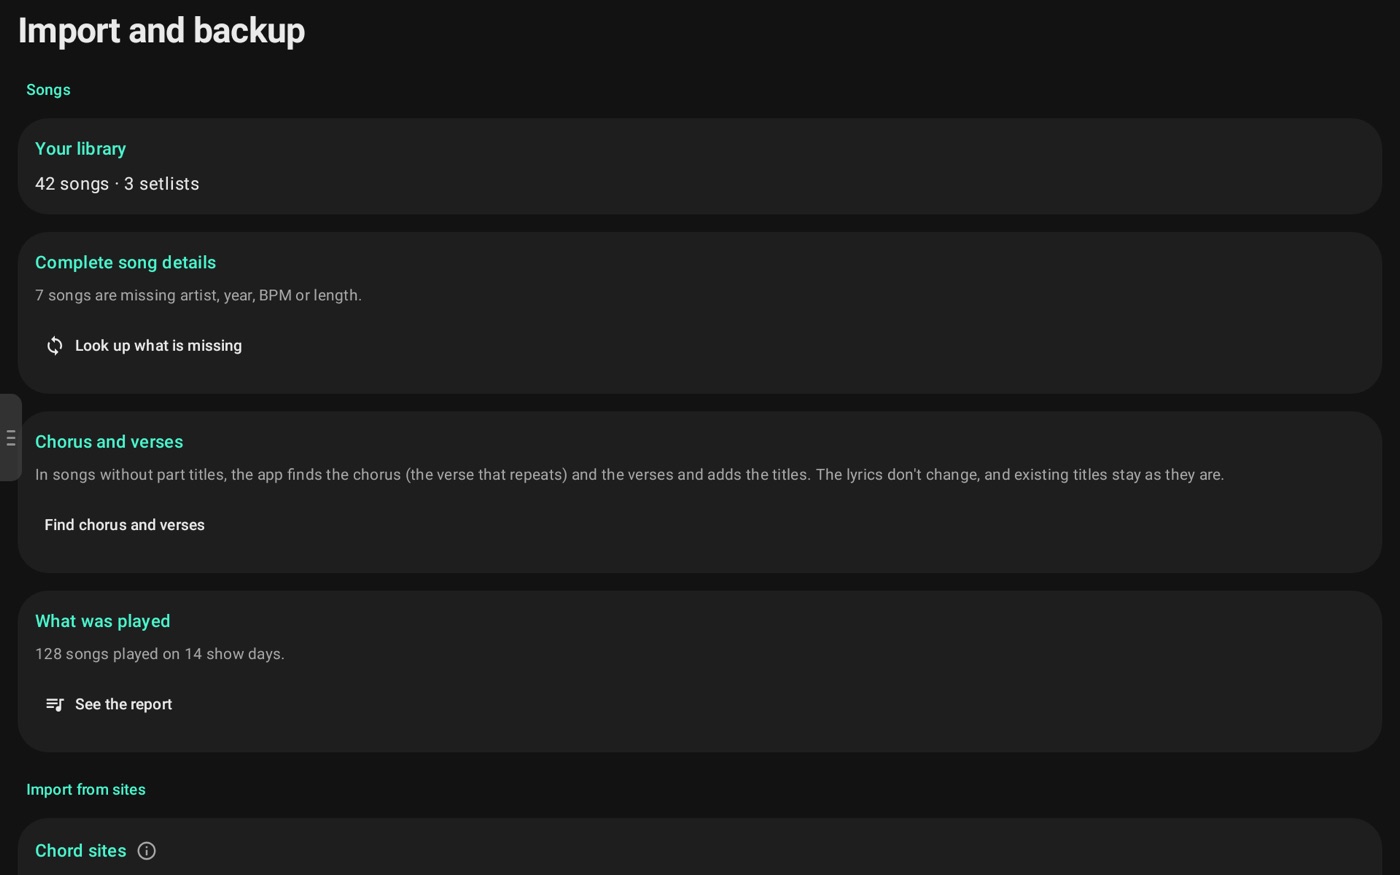 Import and backup
Songs
Your library
42 songs · 3 setlists
Complete song details
7 songs are missing artist, year, BPM or length.
Look up what is missing
Chorus and verses
In songs without part titles, the app finds the chorus (the verse that repeats) and the verses and adds the titles. The lyrics don't change, and existing titles stay as they are.
Find chorus and verses
What was played
128 songs played on 14 show days.
See the report
Import from sites
Chord sites